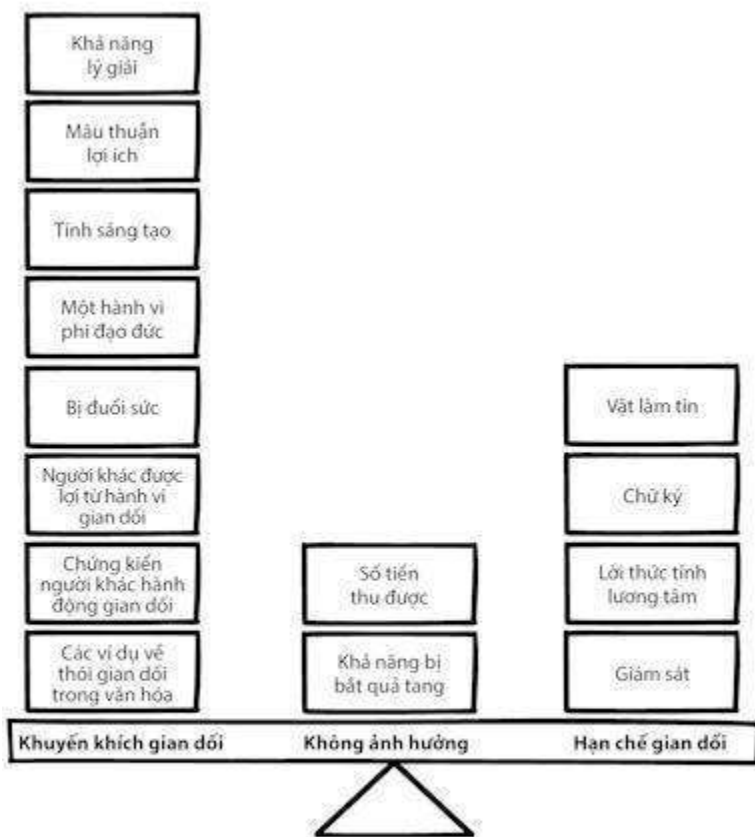 Khả năng
lý giải
Mâu thuẫn
lợi ích
Tính sáng tạo
Một hành vi
phi đạo đức
Bị đuối sức
Người khác được
lợi từ hành vi
gian dối
Chứng kiến
người khác hành
động gian dối
Các ví dụ về
thói gian dối
trong văn hóa
Số tiền
thu được
Khả năng bị
bắt quả tang
Vật làm tin
Chữ ký
Lời thức tỉnh
lương tâm
Giám sát
Khuyến khích gian dối
Không ảnh hưởng
Hạn chế gian dối